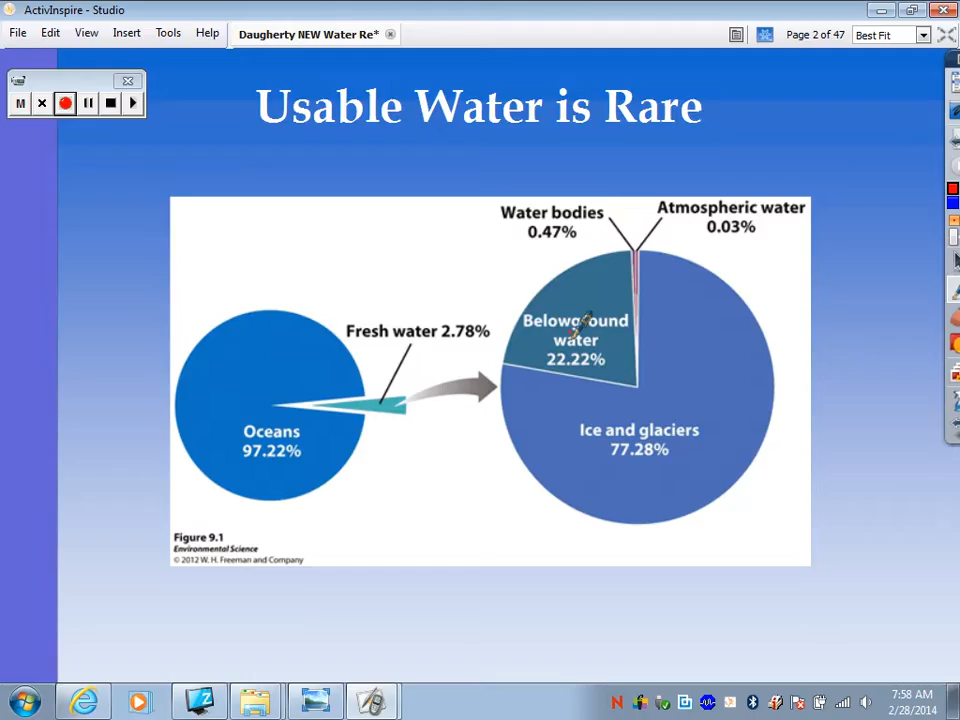 ActivInspire - Studio
File Edit View Insert Tools Help
Daugherty NEW Water Re*
Page 2 of 47
Best Fit
M
Usable Water is Rare
Water bodies
0.47%
Atmospheric water
0.03%
Belowground
water
22.22%
Fresh water 2.78%
Oceans
97.22%
Ice and glaciers
77.28%
Figure 9.1
Environmental Science
© 2012 W. H. Freeman and Company
7:58 AM
2/28/2014